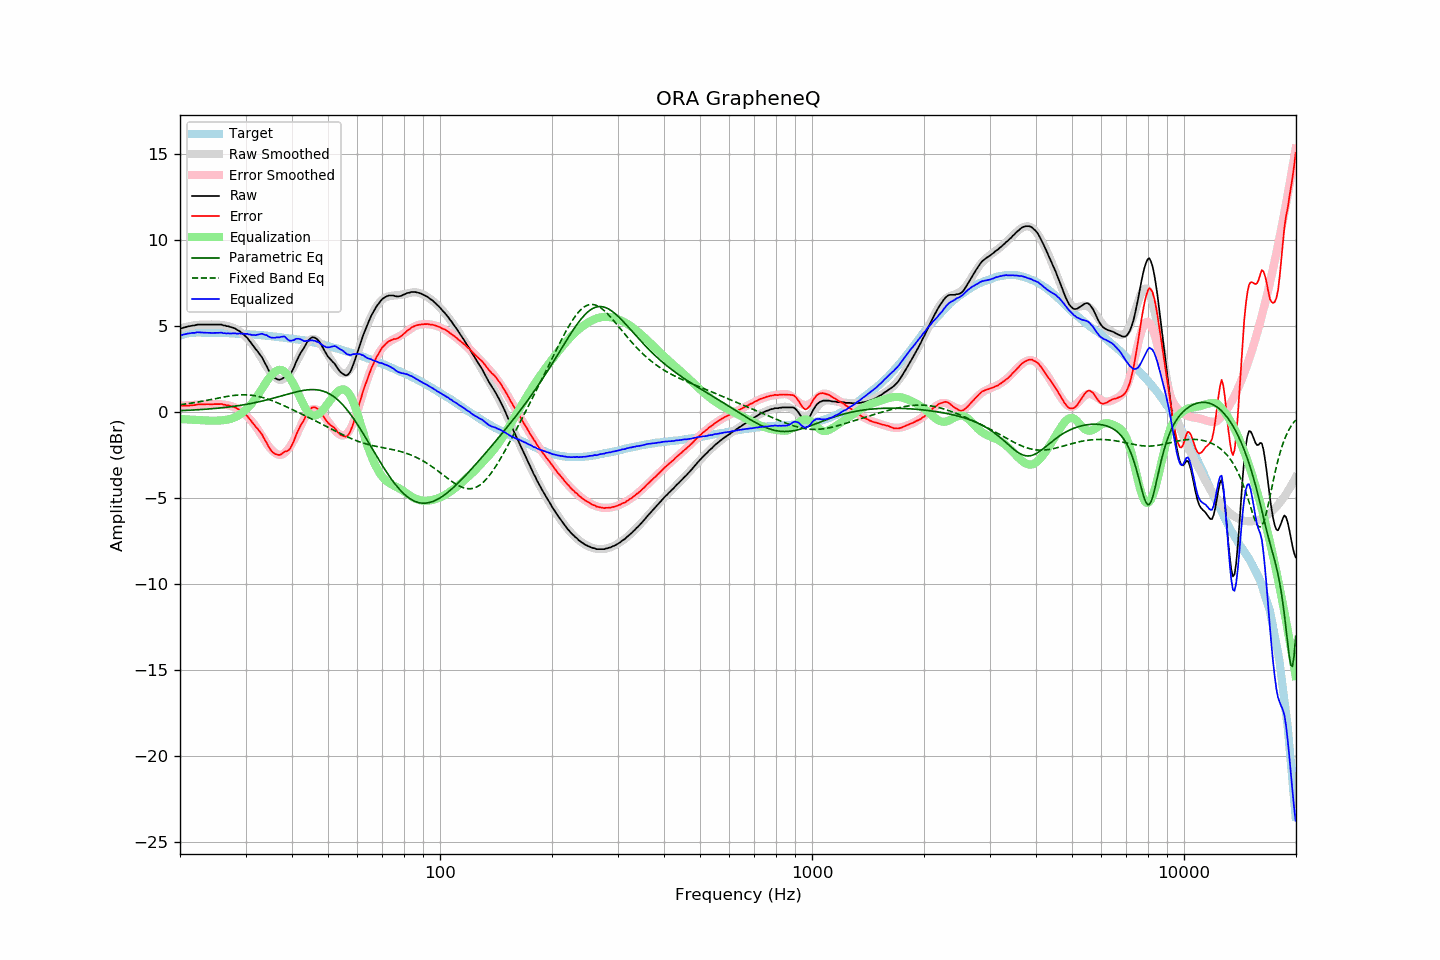 ORA GrapheneQ
Target
Raw Smoothed
Error Smoothed
Raw
Error
Equalization
Parametric Eq
Fixed Band Eq
Equalized
15
10
5
0
−5
−10
−15
−20
−25
Amplitude (dBr)
100
1000
10000
Frequency (Hz)